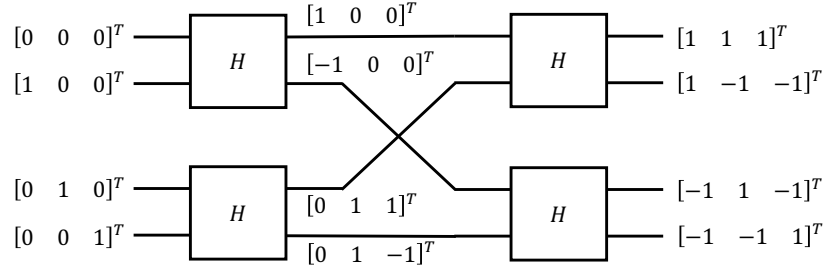 [1 0 0]^T
[0 0 0]^T
H
H
[1 1 1]^T
[1 0 0]^T
[−1 0 0]^T
[1 −1 −1]^T
[0 1 0]^T
H
[0 1 1]^T
H
[−1 1 −1]^T
[0 0 1]^T
[0 1 −1]^T
[−1 −1 1]^T